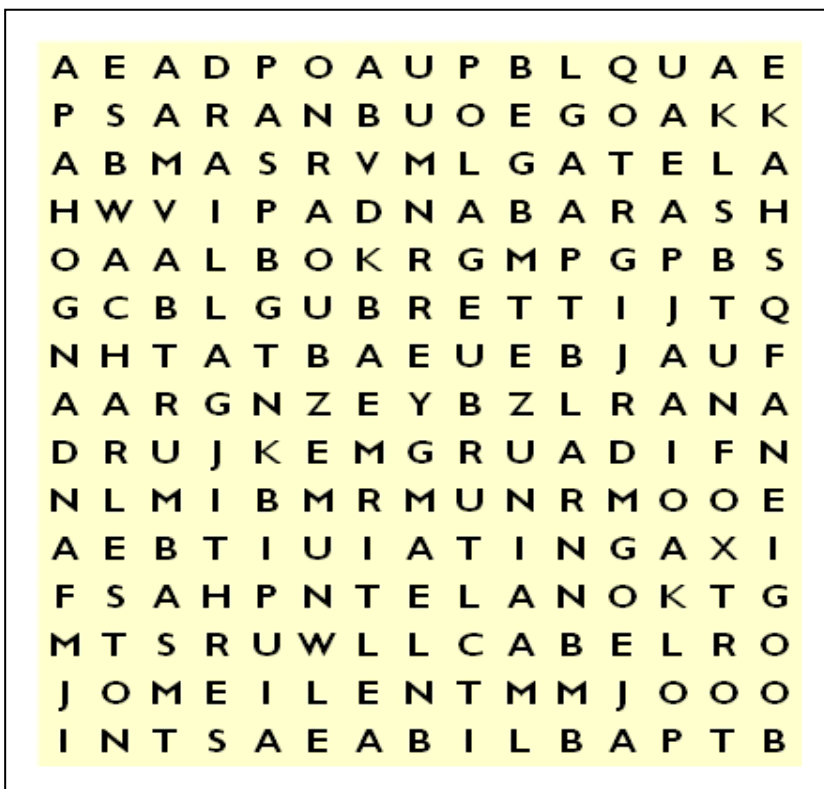 A E A D P O A U P B L Q U A E
P S A R A N B U O E G O A K K
A B M A S R V M L G A T E L A
H W V I P A D N A B A R A S H
O A A L B O K R G M P G P B S
G C B L G U B R E T T I J T Q
N H T A T B A E U E B J A U F
A A R G N Z E Y B Z L R A N A
D R U J K E M G R U A D I F N
N L M I B M R M U N R M O O E
A E B T I U I A T I N G A X I
F S A H P N T E L A N O K T G
M T S R U W L L C A B E L R O
J O M E I L E N T M M J O O O
I N T S A E A B I L B A P T B